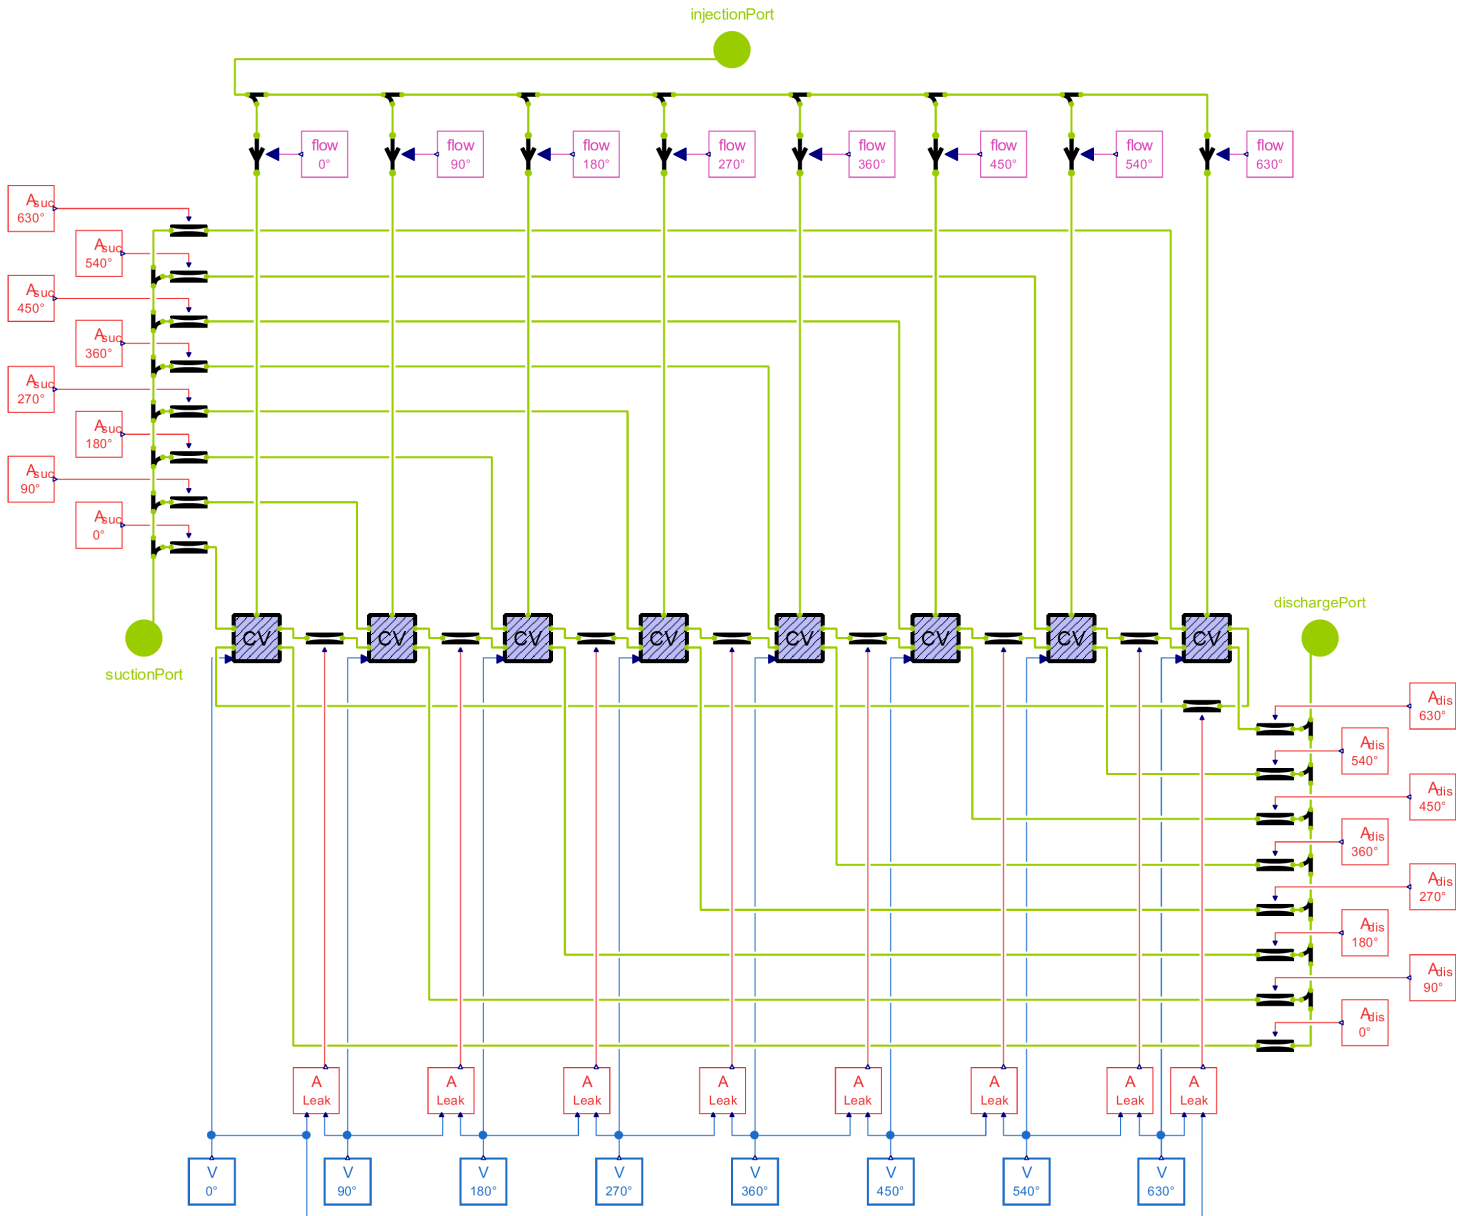 injectionPort
flow
0°
flow
90°
flow
180°
flow
270°
flow
360°
flow
450°
flow
540°
flow
630°
Asuc
630°
Asuc
540°
Asuc
450°
Asuc
360°
Asuc
270°
Asuc
180°
Asuc
90°
Asuc
0°
suctionPort
CV
CV
CV
CV
CV
CV
CV
CV
dischargePort
Adis
630°
Adis
540°
Adis
450°
Adis
360°
Adis
270°
Adis
180°
Adis
90°
Adis
0°
A
Leak
A
Leak
A
Leak
A
Leak
A
Leak
A
Leak
A
Leak
A
Leak
V
0°
V
90°
V
180°
V
270°
V
360°
V
450°
V
540°
V
630°